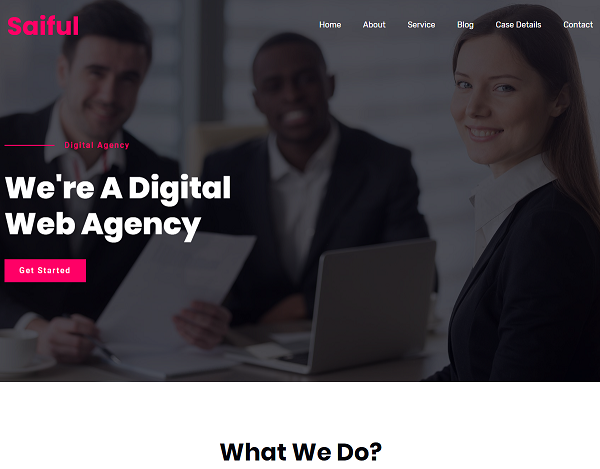 Saiful
Home About Service Blog Case Details Contact
Digital Agency
We're A Digital
Web Agency
Get Started
What We Do?